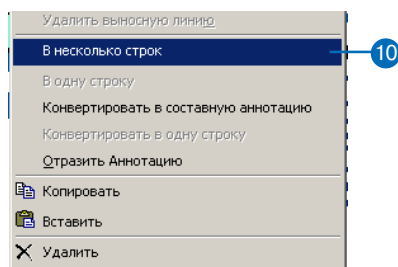 Удалить выносную линию
В несколько строк
10
В одну строку
Конвертировать в составную аннотацию
Конвертировать в одну строку
Отразить Аннотацию
Копировать
Вставить
Удалить